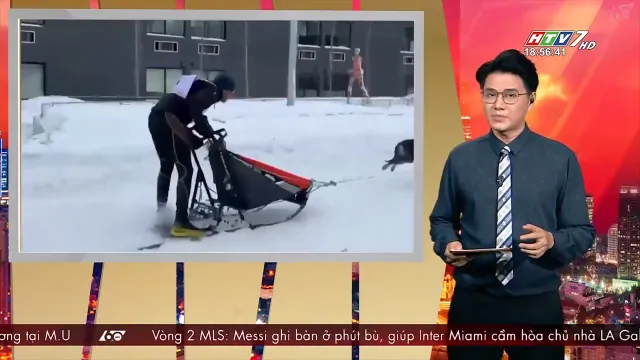 HTV7 HD
18:56:41
ang tại M.U
60
Vòng 2 MLS: Messi ghi bàn ở phút bù, giúp Inter Miami cầm hòa chủ nhà LA Ga